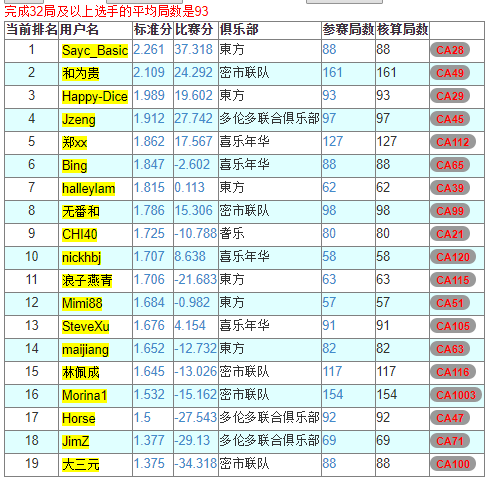 完成32局及以上选手的平均局数是93
当前排名 用户名 标准分 比赛分 俱乐部 参赛局数 核算局数
1 Sayc_Basic 2.261 37.318 東方 88 88 CA28
2 和为贵 2.109 24.292 密市联队 161 161 CA49
3 Happy-Dice 1.989 19.602 東方 93 93 CA29
4 Jzeng 1.912 27.742 多伦多联合俱乐部 97 97 CA45
5 郑xx 1.862 17.567 喜乐年华 127 127 CA112
6 Bing 1.847 -2.602 喜乐年华 88 88 CA65
7 halleylam 1.815 0.113 東方 62 62 CA39
8 无番和 1.786 15.306 密市联队 98 98 CA99
9 CHI40 1.725 -10.788 耆乐 80 80 CA21
10 nickhbj 1.707 8.638 喜乐年华 58 58 CA120
11 浪子燕青 1.706 -21.683 東方 63 63 CA115
12 Mimi88 1.684 -0.982 東方 57 57 CA51
13 SteveXu 1.676 4.154 喜乐年华 91 91 CA105
14 maijiang 1.652 -12.732 東方 82 82 CA63
15 林佩成 1.645 -13.026 密市联队 117 117 CA116
16 Morina1 1.532 -15.162 密市联队 154 154 CA1003
17 Horse 1.5 -27.543 多伦多联合俱乐部 92 92 CA47
18 JimZ 1.377 -29.13 多伦多联合俱乐部 69 69 CA71
19 大三元 1.375 -34.318 密市联队 88 88 CA100